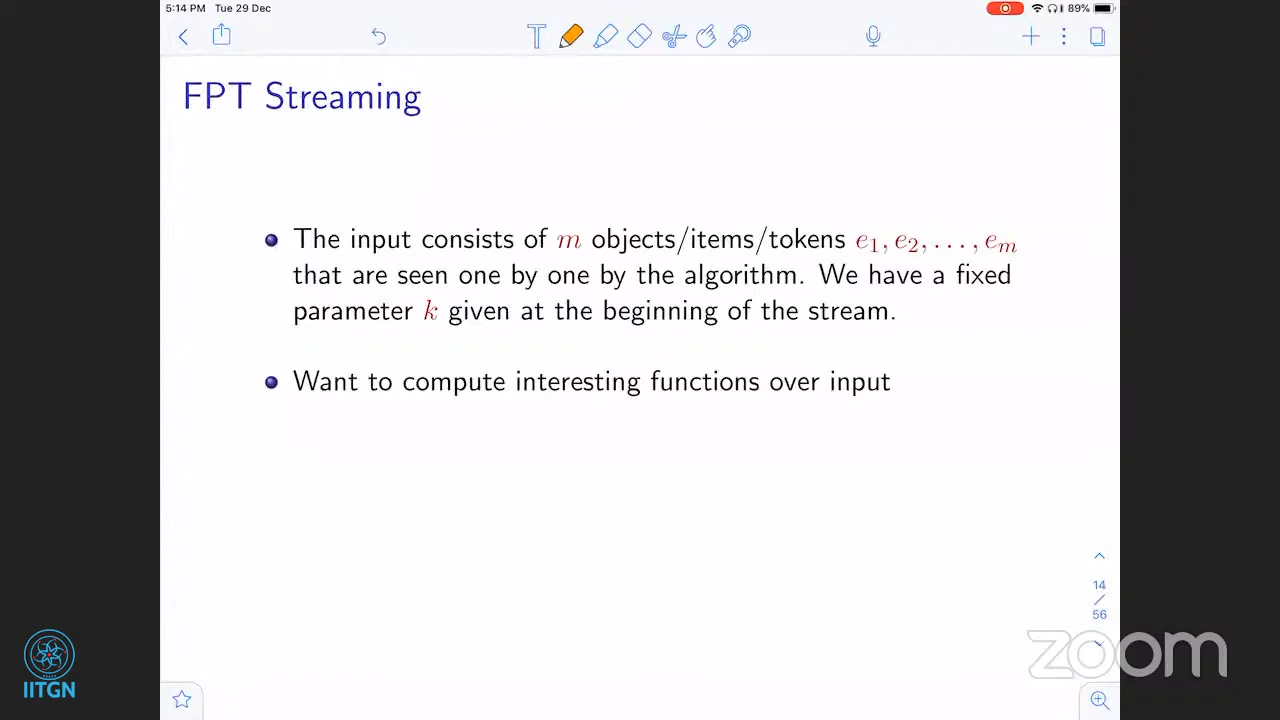 5:14 PM Tue 29 Dec
89%
T
FPT Streaming
The input consists of m objects/items/tokens e₁, e₂, . . . , eₘ
that are seen one by one by the algorithm. We have a fixed
parameter k given at the beginning of the stream.
Want to compute interesting functions over input
14
/
56
zoom
IITGN